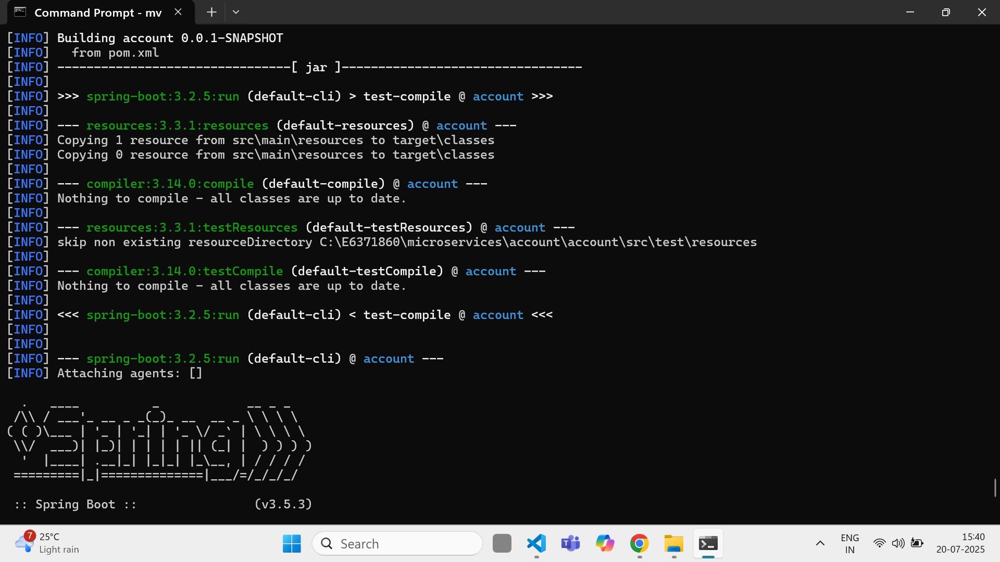 Command Prompt - mv
[INFO] Building account 0.0.1-SNAPSHOT
[INFO]   from pom.xml
[INFO] --------------------------------[ jar ]---------------------------------
[INFO]
[INFO] >>> spring-boot:3.2.5:run (default-cli) > test-compile @ account >>>
[INFO]
[INFO] --- resources:3.3.1:resources (default-resources) @ account ---
[INFO] Copying 1 resource from src\main\resources to target\classes
[INFO] Copying 0 resource from src\main\resources to target\classes
[INFO]
[INFO] --- compiler:3.14.0:compile (default-compile) @ account ---
[INFO] Nothing to compile - all classes are up to date.
[INFO]
[INFO] --- resources:3.3.1:testResources (default-testResources) @ account ---
[INFO] skip non existing resourceDirectory C:\E6371860\microservices\account\account\src\test\resources
[INFO]
[INFO] --- compiler:3.14.0:testCompile (default-testCompile) @ account ---
[INFO] Nothing to compile - all classes are up to date.
[INFO]
[INFO] <<< spring-boot:3.2.5:run (default-cli) < test-compile @ account <<<
[INFO]
[INFO]
[INFO] --- spring-boot:3.2.5:run (default-cli) @ account ---
[INFO] Attaching agents: []
  .   ____          _            __ _ _
 /\\ / ___'_ __ _ _(_)_ __  __ _ \ \ \ \
( ( )\___ | '_ | '_| | '_ \/ _` | \ \ \ \
 \\/  ___)| |_)| | | | | || (_| |  ) ) ) )
  '  |____| .__|_| |_|_| |_\__, | / / / /
 =========|_|==============|___/=/_/_/_/
 :: Spring Boot ::                (v3.5.3)
7
25°C
Light rain
Search
ENG
IN
15:40
20-07-2025